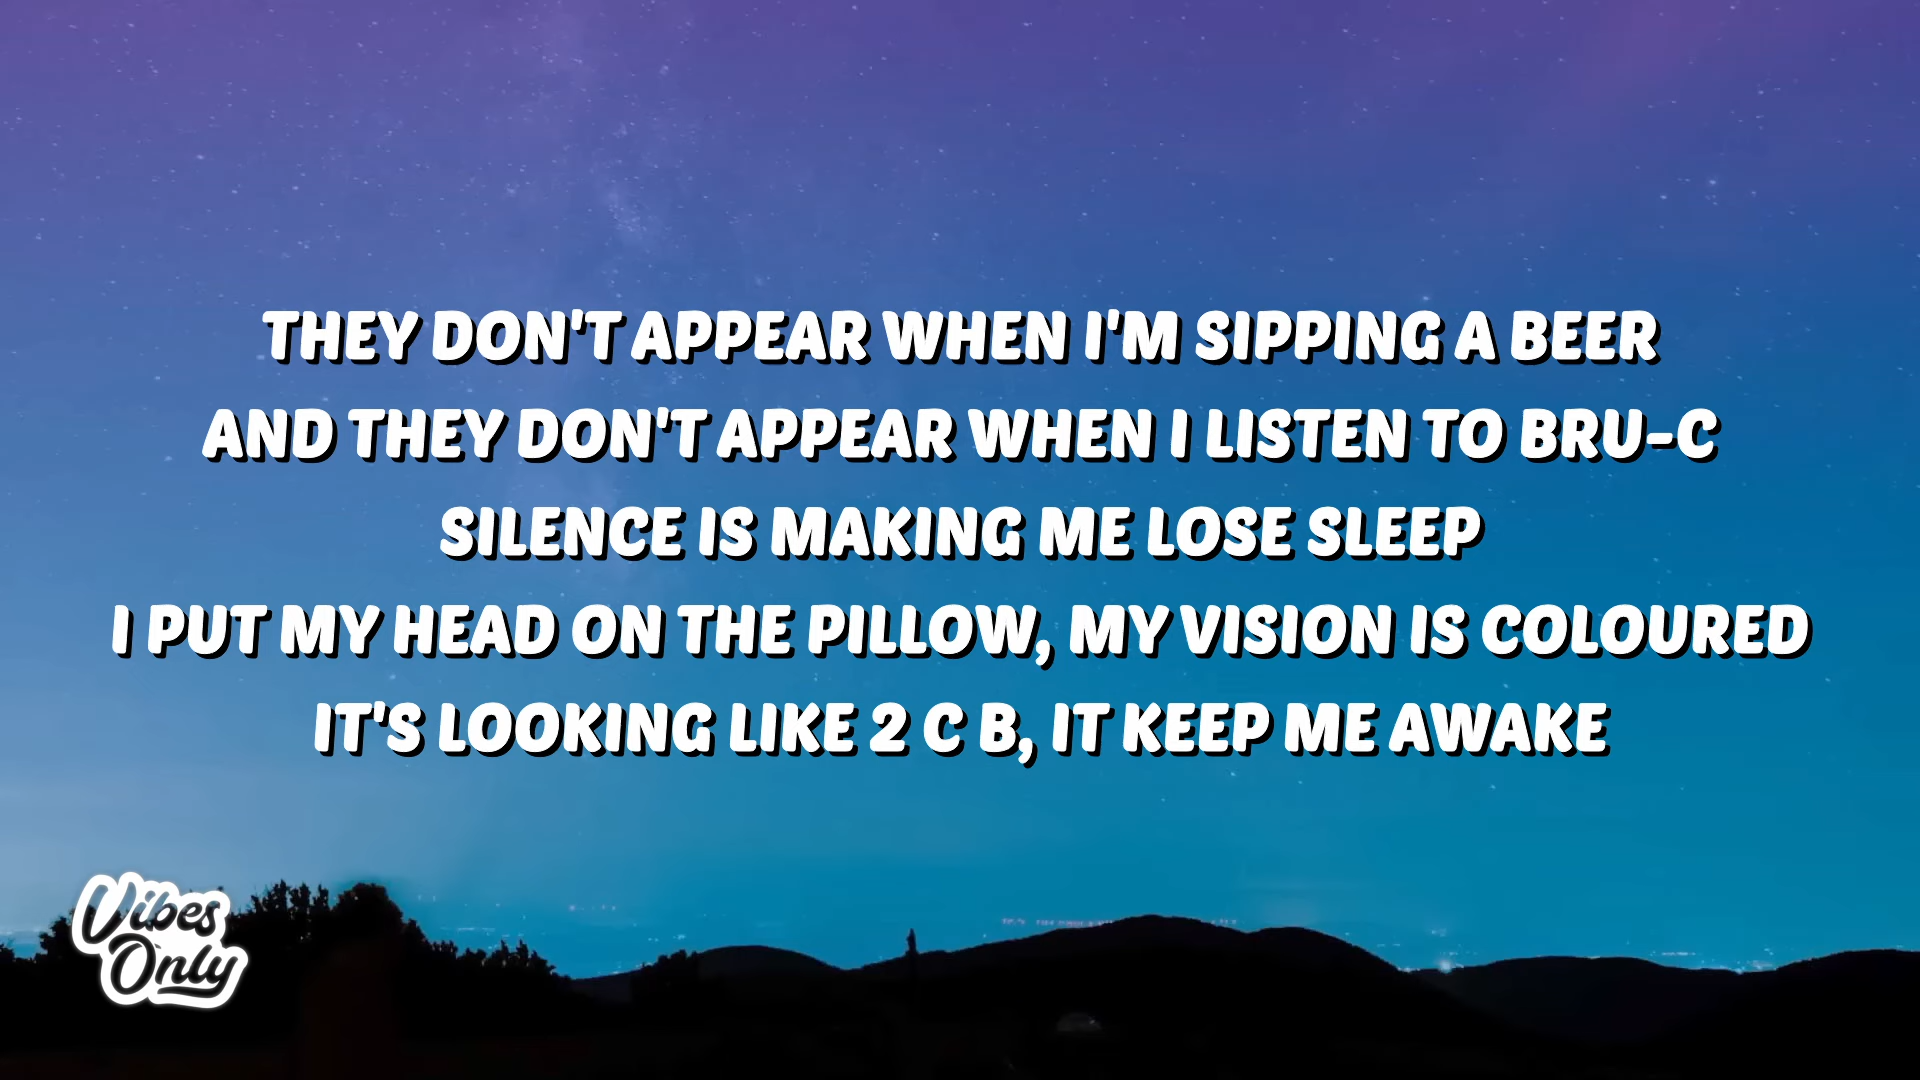 THEY DON'T APPEAR WHEN I'M SIPPING A BEER
AND THEY DON'T APPEAR WHEN I LISTEN TO BRU-C
SILENCE IS MAKING ME LOSE SLEEP
I PUT MY HEAD ON THE PILLOW, MY VISION IS COLOURED
IT'S LOOKING LIKE 2 C B, IT KEEP ME AWAKE
Vibes
Only